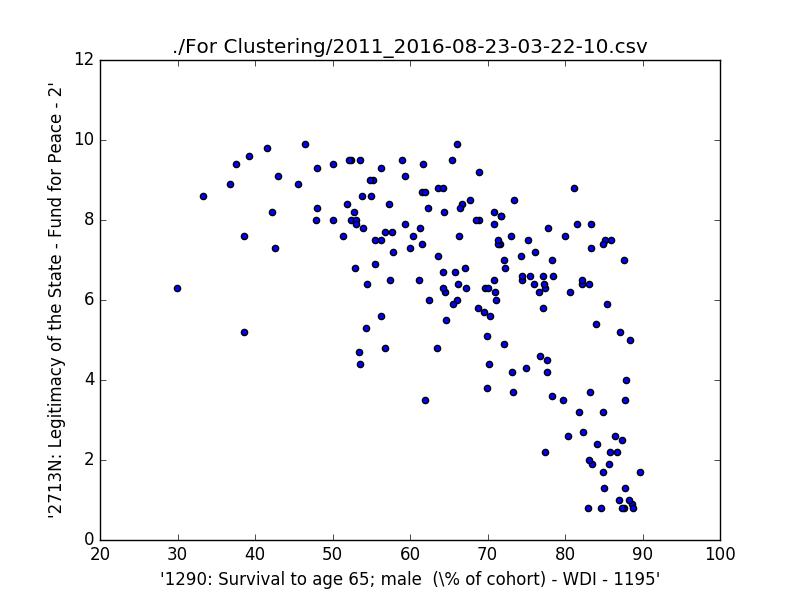 ./For Clustering/2011_2016-08-23-03-22-10.csv
12
10
8
6
4
2
0
'2713N: Legitimacy of the State - Fund for Peace - 2'
20 30 40 50 60 70 80 90 100
'1290: Survival to age 65; male  (\% of cohort) - WDI - 1195'